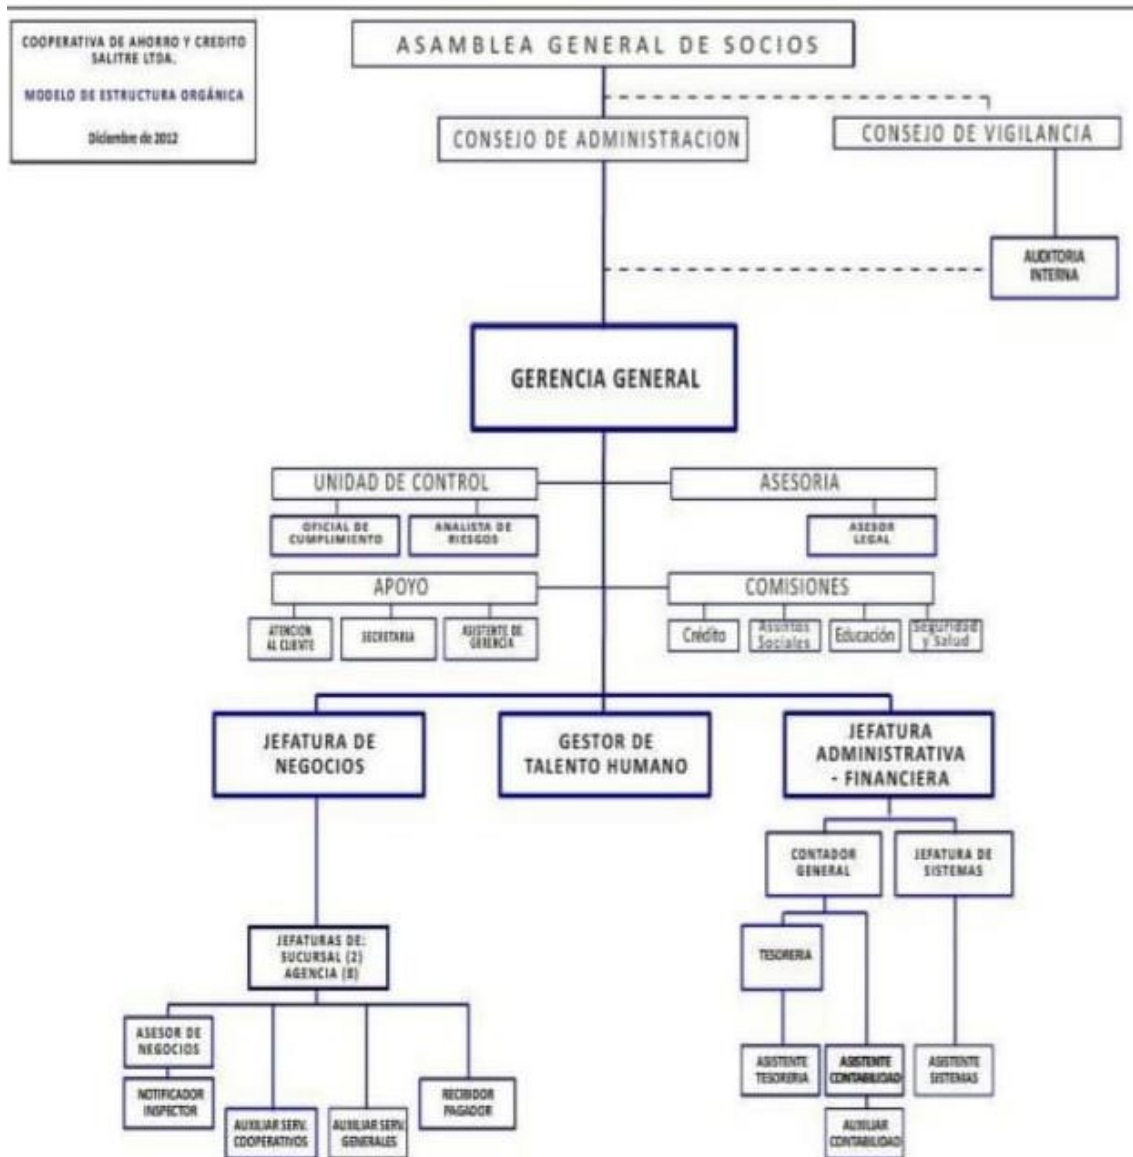 COOPERATIVA DE AHORRO Y CREDITO
SALITRE LTDA.
MODELO DE ESTRUCTURA ORGÁNICA
Diciembre de 2012
ASAMBLEA GENERAL DE SOCIOS
CONSEJO DE ADMINISTRACION
CONSEJO DE VIGILANCIA
AUDITORIA
INTERNA
GERENCIA GENERAL
UNIDAD DE CONTROL
OFICIAL DE
CUMPLIMIENTO
ANALISTA DE
RIESGOS
ASESORIA
ASESOR
LEGAL
APOYO
ATENCION
AL CLIENTE
SECRETARIA
ASISTENTE DE
GERENCIA
COMISIONES
Crédito
Asuntos
Sociales
Educación
Seguridad
y Salud
JEFATURA DE
NEGOCIOS
GESTOR DE
TALENTO HUMANO
JEFATURA
ADMINISTRATIVA
- FINANCIERA
CONTADOR
GENERAL
JEFATURA DE
SISTEMAS
JEFATURAS DE:
SUCURSAL (2)
AGENCIA (8)
TESORERIA
ASESOR DE
NEGOCIOS
NOTIFICADOR
INSPECTOR
AUXILIAR SERV.
COOPERATIVOS
AUXILIAR SERV.
GENERALES
RECIBIDOR
PAGADOR
ASISTENTE
TESORERIA
ASISTENTE
CONTABILIDAD
ASISTENTE
SISTEMAS
AUXILIAR
CONTABILIDAD